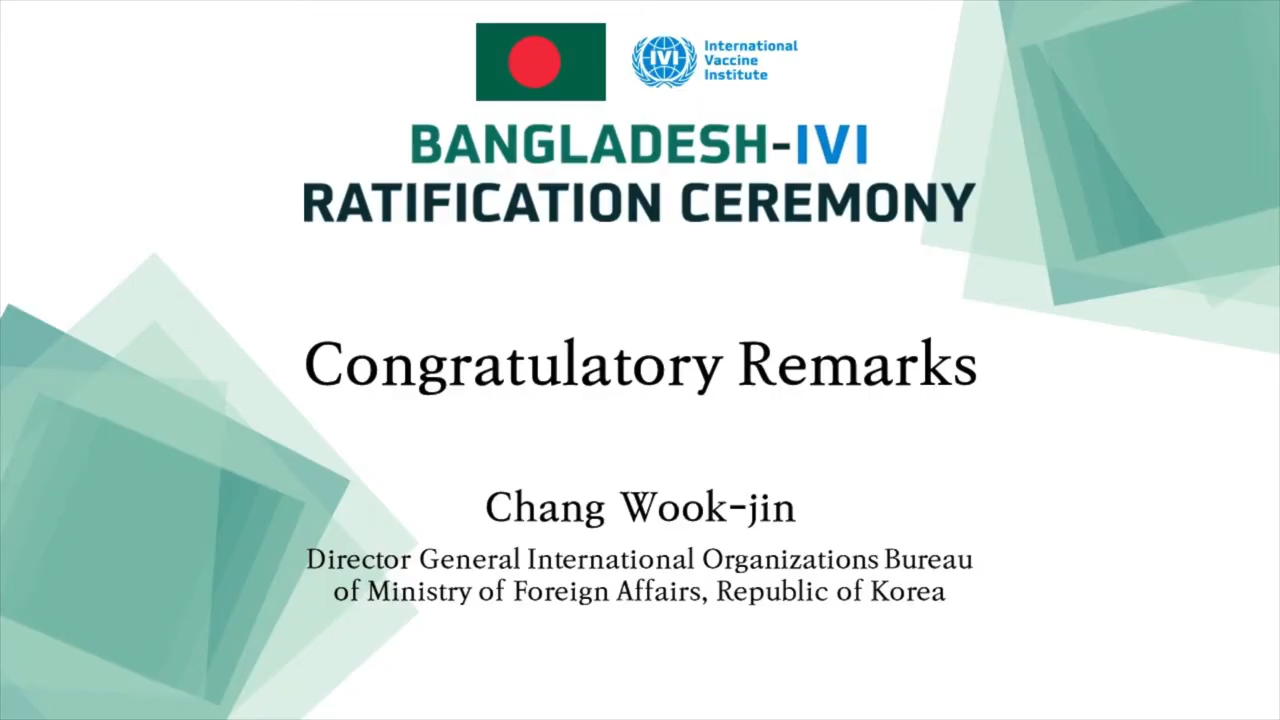 IVI
International
Vaccine
Institute
BANGLADESH-IVI
RATIFICATION CEREMONY
Congratulatory Remarks
Chang Wook-jin
Director General International Organizations Bureau
of Ministry of Foreign Affairs, Republic of Korea